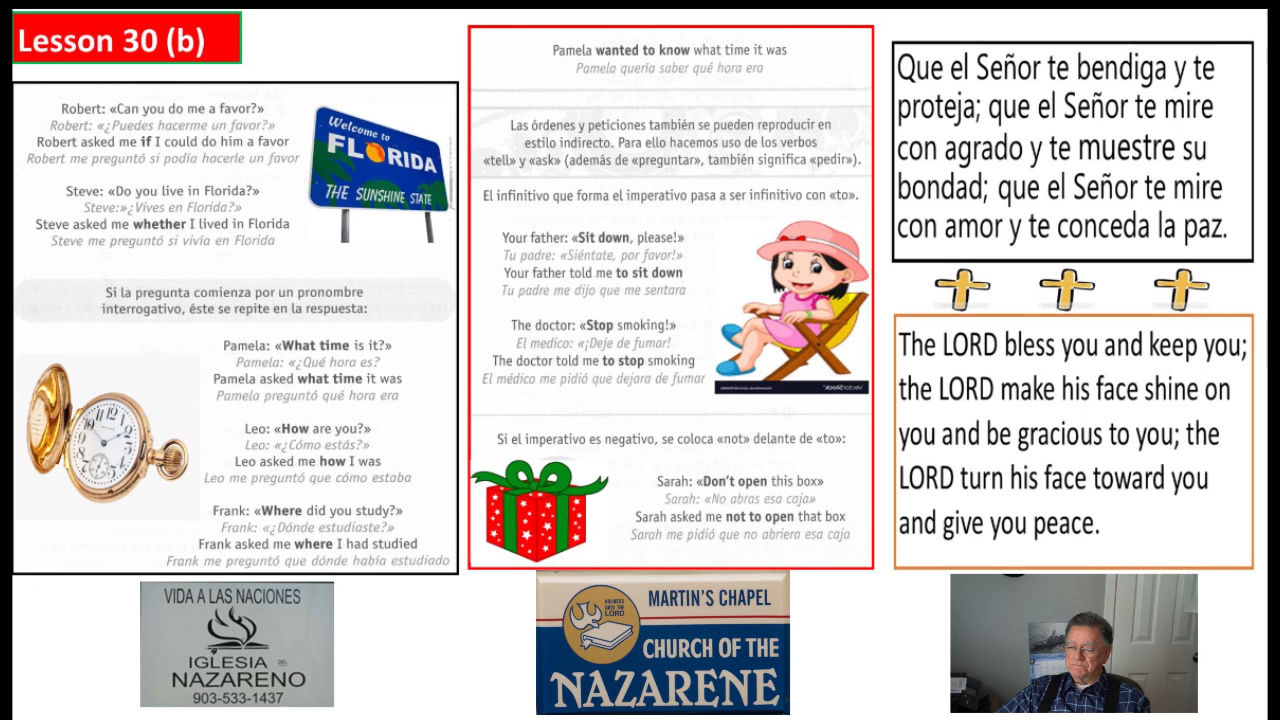 Lesson 30 (b)
Robert: «Can you do me a favor?»
Robert: «¿Puedes hacerme un favor?»
Robert asked me if I could do him a favor
Robert me preguntó si podía hacerle un favor
Steve: «Do you live in Florida?»
Steve:»¿Vives en Florida?»
Steve asked me whether I lived in Florida
Steve me preguntó si vivía en Florida
Welcome to
FLORIDA
THE SUNSHINE STATE
Si la pregunta comienza por un pronombre
interrogativo, éste se repite en la respuesta:
Pamela: «What time is it?»
Pamela: «¿Qué hora es?
Pamela asked what time it was
Pamela preguntó qué hora era
Leo: «How are you?»
Leo: «¿Cómo estás?»
Leo asked me how I was
Leo me preguntó que cómo estaba
Frank: «Where did you study?»
Frank: «¿Dónde estudiaste?»
Frank asked me where I had studied
Frank me preguntó que dónde había estudiado
Pamela wanted to know what time it was
Pamela quería saber qué hora era
Las órdenes y peticiones también se pueden reproducir en
estilo indirecto. Para ello hacemos uso de los verbos
«tell» y «ask» (además de «preguntar», también significa «pedir»).
El infinitivo que forma el imperativo pasa a ser infinitivo con «to».
Your father: «Sit down, please!»
Tu padre: «Siéntate, por favor!»
Your father told me to sit down
Tu padre me dijo que me sentara
The doctor: «Stop smoking!»
El medico: «¡Deje de fumar!
The doctor told me to stop smoking
El médico me pidió que dejara de fumar
VectorStock
Si el imperativo es negativo, se coloca «not» delante de «to»:
Sarah: «Don't open this box»
Sarah: «No abras esa caja»
Sarah asked me not to open that box
Sarah me pidió que no abriera esa caja
Que el Señor te bendiga y te
proteja; que el Señor te mire
con agrado y te muestre su
bondad; que el Señor te mire
con amor y te conceda la paz.
The LORD bless you and keep you;
the LORD make his face shine on
you and be gracious to you; the
LORD turn his face toward you
and give you peace.
VIDA A LAS NACIONES
IGLESIA DEL
NAZARENO
903-533-1437
HOLINESS
UNTO THE
LORD
MARTIN'S CHAPEL
CHURCH OF THE
NAZARENE